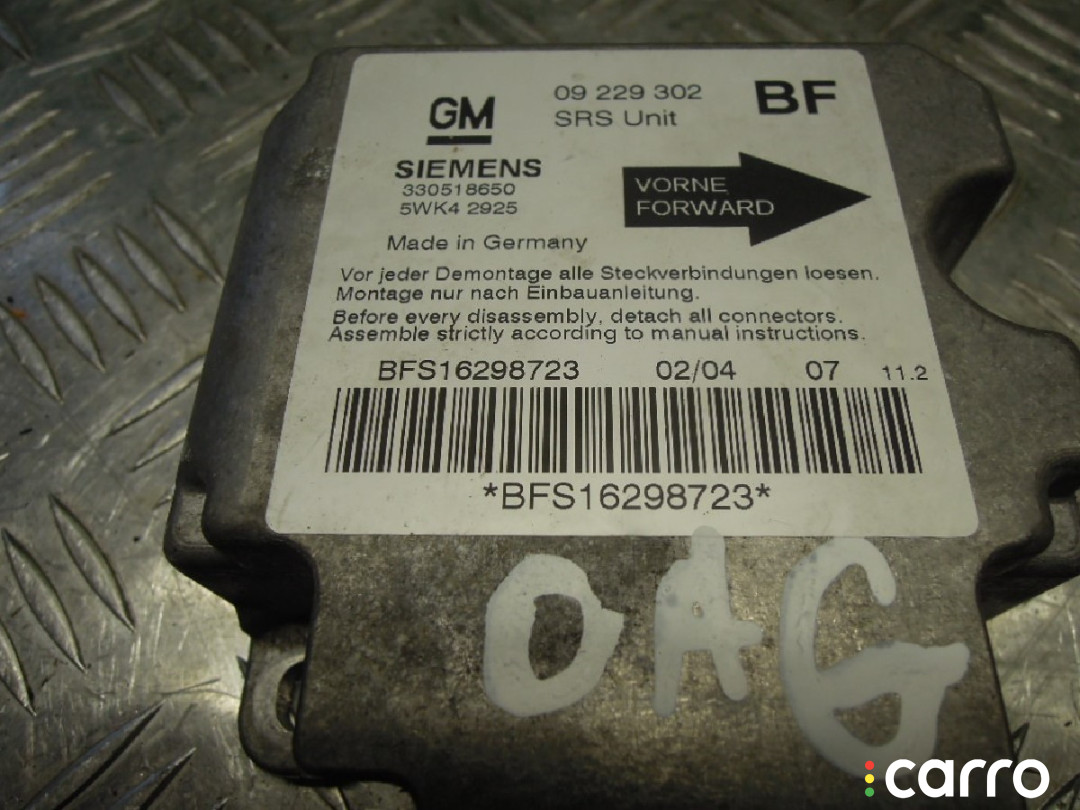 GM
09 229 302
SRS Unit
BF
SIEMENS
330518650
5WK4 2925
VORNE
FORWARD
Made in Germany
Vor jeder Demontage alle Steckverbindungen loesen.
Montage nur nach Einbauanleitung.
Before every disassembly, detach all connectors.
Assemble strictly according to manual instructions.
BFS16298723 02/04 07 11.2
*BFS16298723*
OAG
carro